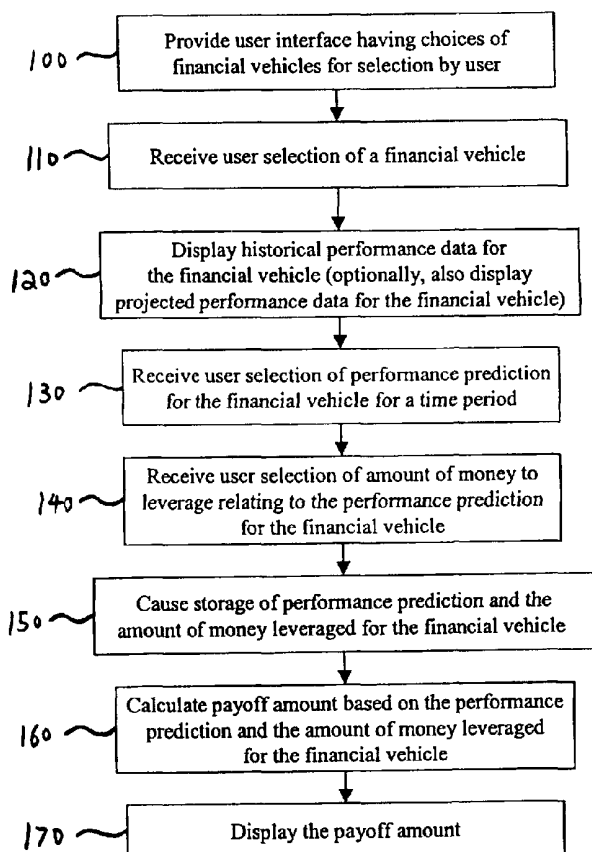 100
Provide user interface having choices of
financial vehicles for selection by user
110
Receive user selection of a financial vehicle
120
Display historical performance data for
the financial vehicle (optionally, also display
projected performance data for the financial vehicle)
130
Receive user selection of performance prediction
for the financial vehicle for a time period
140
Receive user selection of amount of money to
leverage relating to the performance prediction
for the financial vehicle
150
Cause storage of performance prediction and the
amount of money leveraged for the financial vehicle
160
Calculate payoff amount based on the performance
prediction and the amount of money leveraged
for the financial vehicle
170
Display the payoff amount